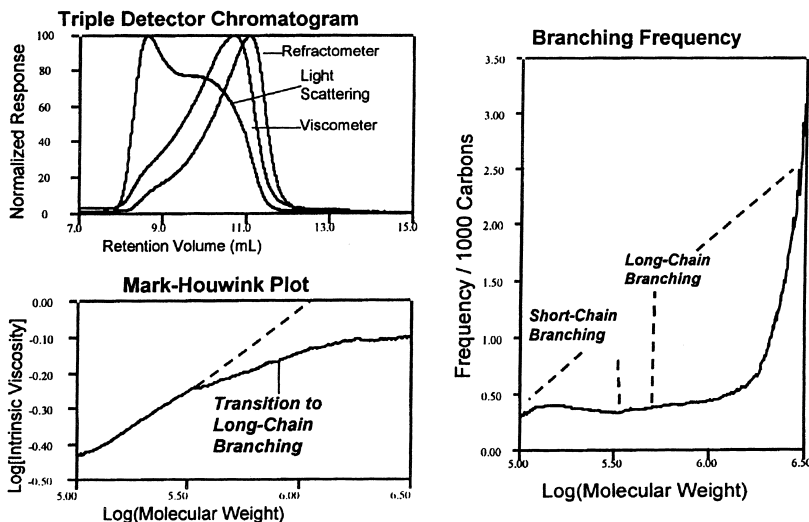 Triple Detector Chromatogram
Normalized Response
100
80
60
40
20
0
Refractometer
Light
Scattering
Viscometer
7.0 9.0 11.0 13.0 15.0
Retention Volume (mL)
Mark-Houwink Plot
Log[Intrinsic Viscosity]
0.00
-0.10
-0.20
-0.30
-0.40
-0.50
Transition to
Long-Chain
Branching
5.00 5.50 6.00 6.50
Log(Molecular Weight)
Branching Frequency
Frequency / 1000 Carbons
3.50
3.00
2.50
2.00
1.50
1.00
0.50
0.00
Long-Chain
Branching
Short-Chain
Branching
5.00 5.50 6.00 6.50
Log(Molecular Weight)